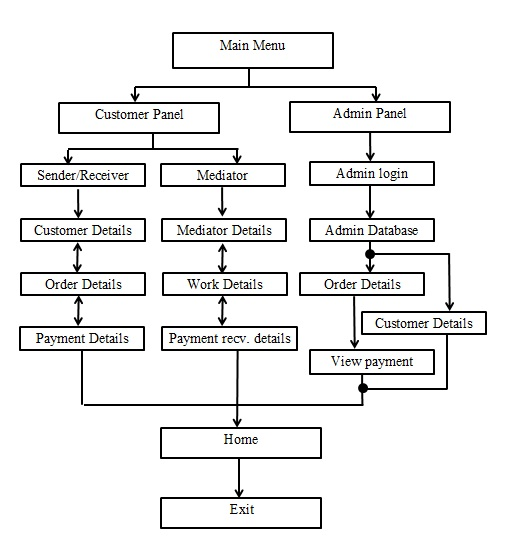 Main Menu
Customer Panel
Admin Panel
Sender/Receiver
Mediator
Admin login
Customer Details
Mediator Details
Admin Database
Order Details
Work Details
Order Details
Customer Details
Payment Details
Payment recv. details
View payment
Home
Exit